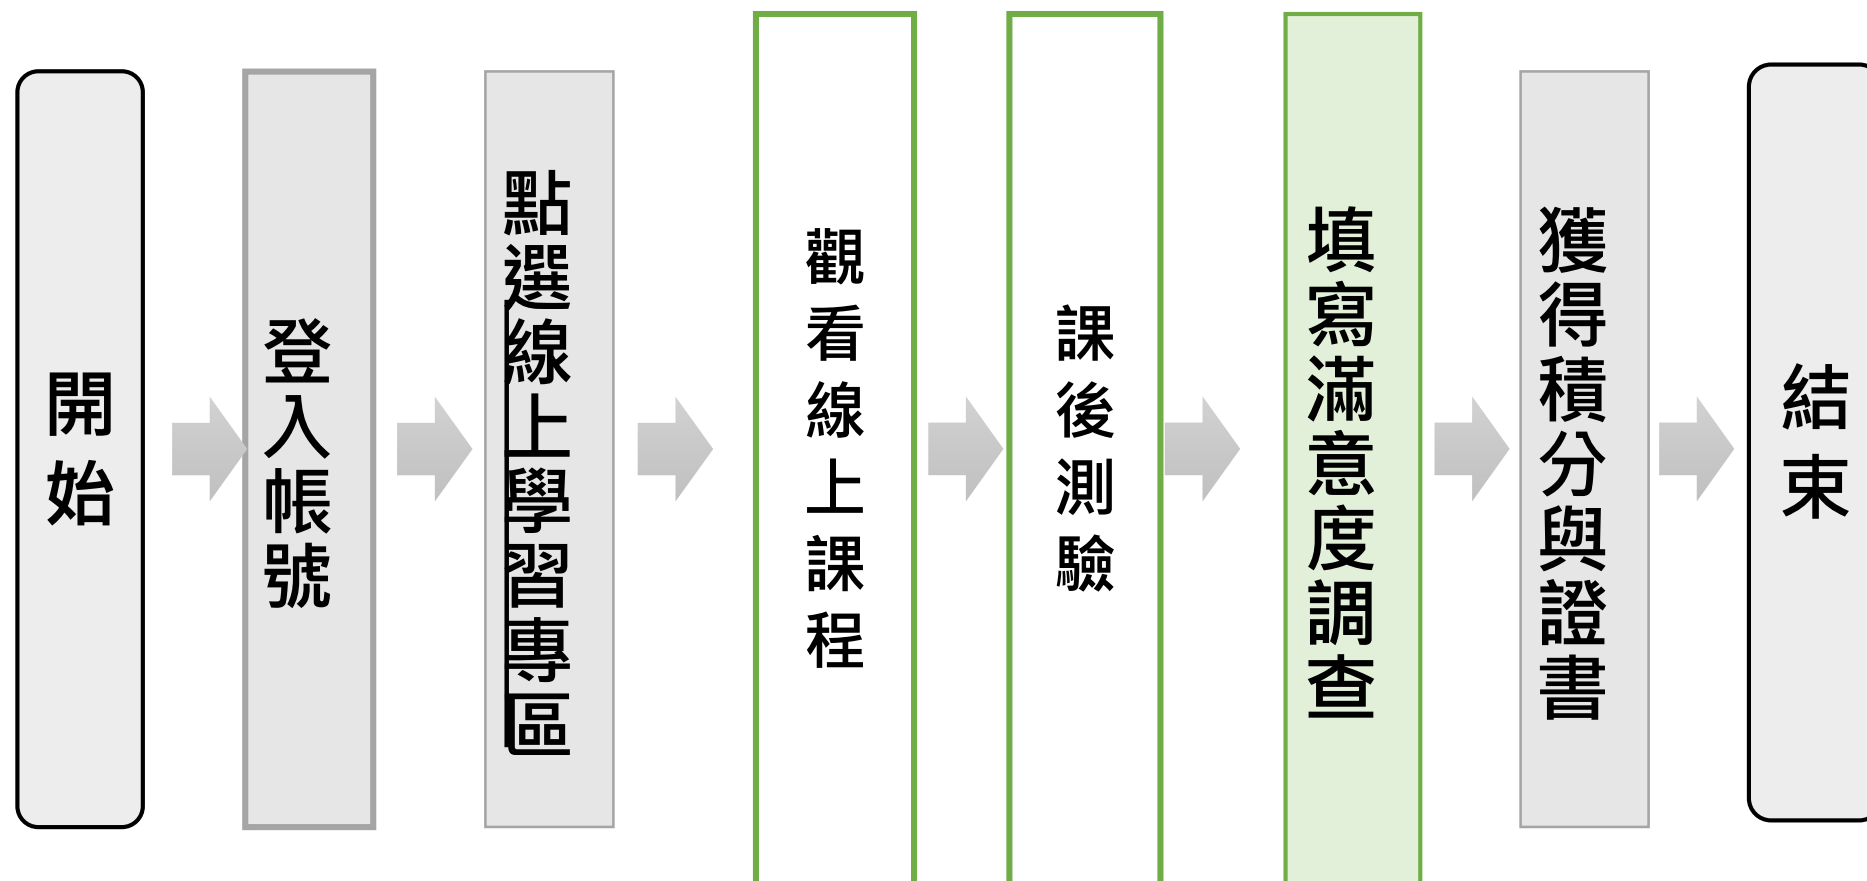 開始
登入帳號
點選線上學習專區
觀看線上課程
課後測驗
填寫滿意度調查
獲得積分與證書
結束